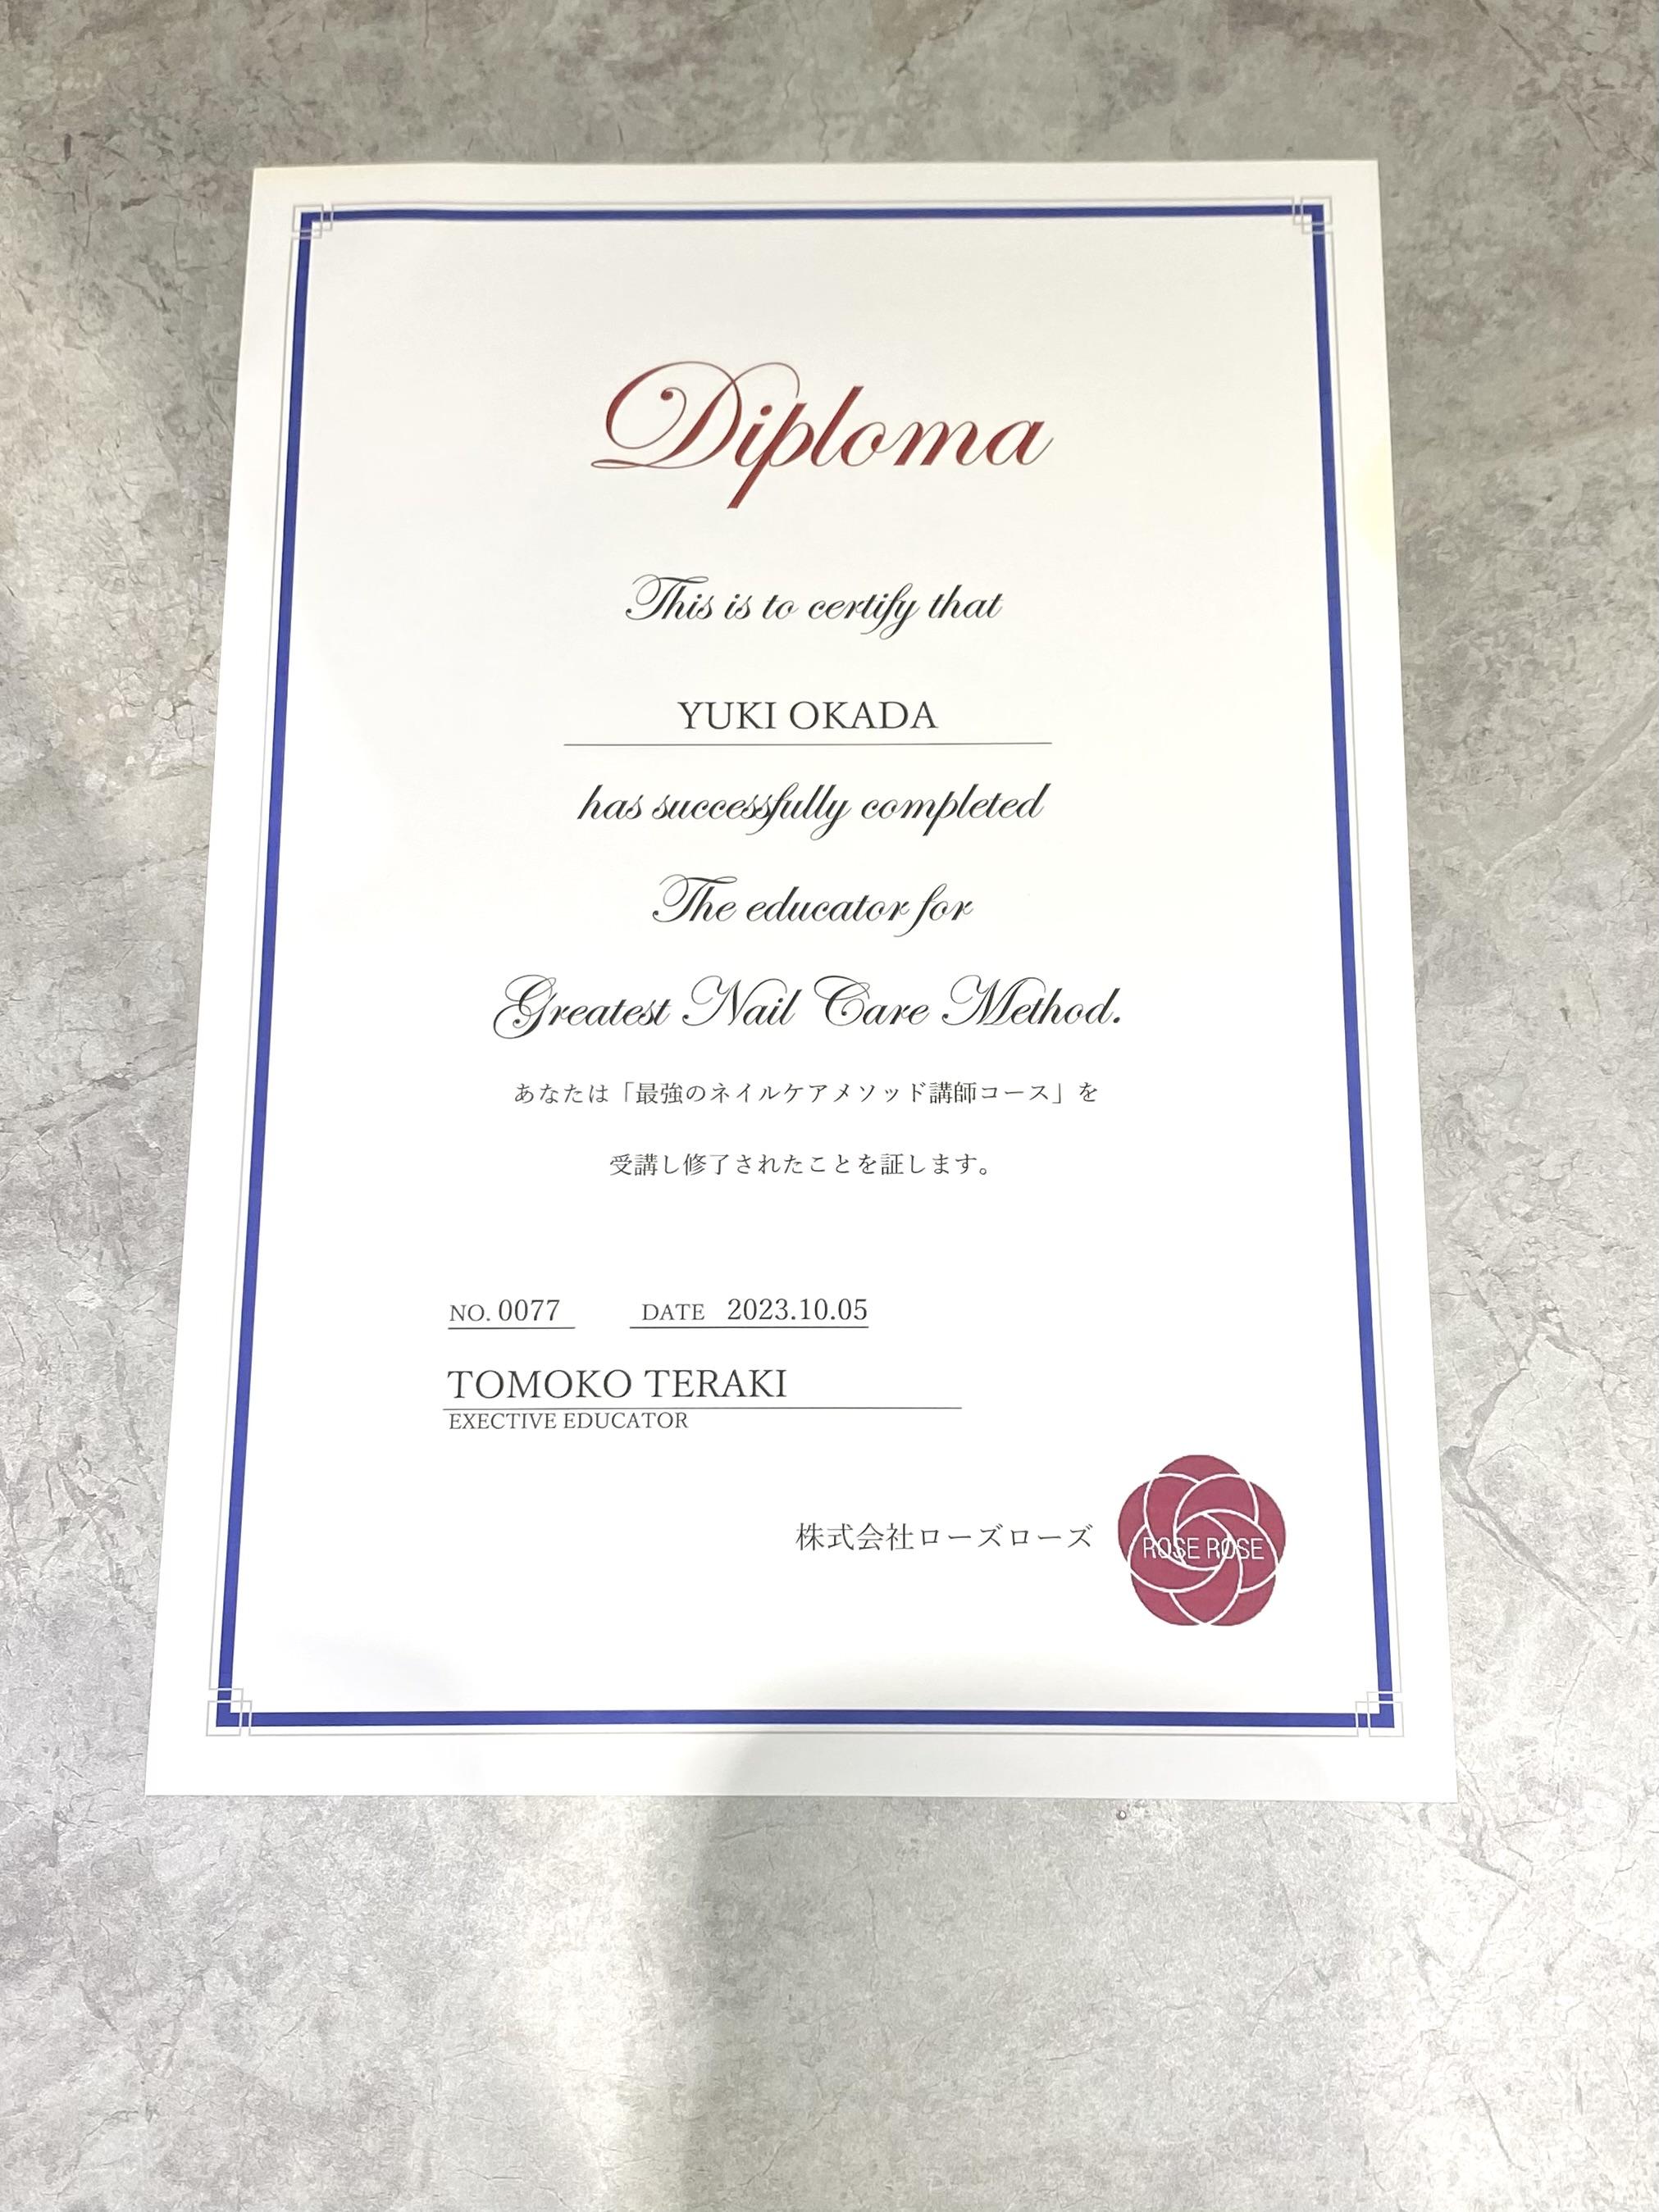 Diploma
This is to certify that
YUKI OKADA
has successfully completed
The educator for
Greatest Nail Care Method.
あなたは「最強のネイルケアメソッド講師コース」を
受講し修了されたことを証します。
NO. 0077 DATE 2023.10.05
TOMOKO TERAKI
EXECTIVE EDUCATOR
株式会社ローズローズ ROSE ROSE